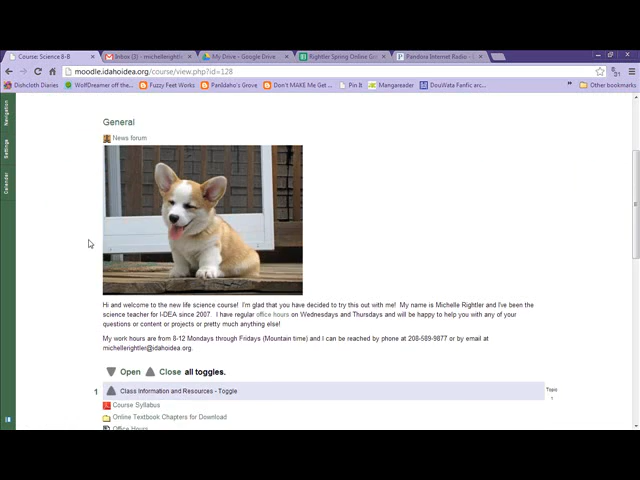 Course: Science 8-B
Inbox (3) - michellerightle
My Drive - Google Drive
Rightler Spring Online Gr
Pandora Internet Radio - L
moodle.idahoidea.org/course/view.php?id=128
Dishcloth Diaries
WolfDreamer off the...
Fuzzy Feet Works
PanIdaho's Grove
Don't MAKE Me Get ...
Pin It
Mangareader
DouWata Fanfic arc...
Other bookmarks
Navigation
Settings
Calendar
General
News forum
Hi and welcome to the new life science course! I'm glad that you have decided to try this out with me! My name is Michelle Rightler and I've been the
science teacher for I-DEA since 2007. I have regular office hours on Wednesdays and Thursdays and will be happy to help you with any of your
questions or content or projects or pretty much anything else!
My work hours are from 8-12 Mondays through Fridays (Mountain time) and I can be reached by phone at 208-589-9877 or by email at
michellerightler@idahoidea.org.
Open Close all toggles.
1 Class Information and Resources - Toggle
Topic
1
Course Syllabus
Online Textbook Chapters for Download
Office Hours